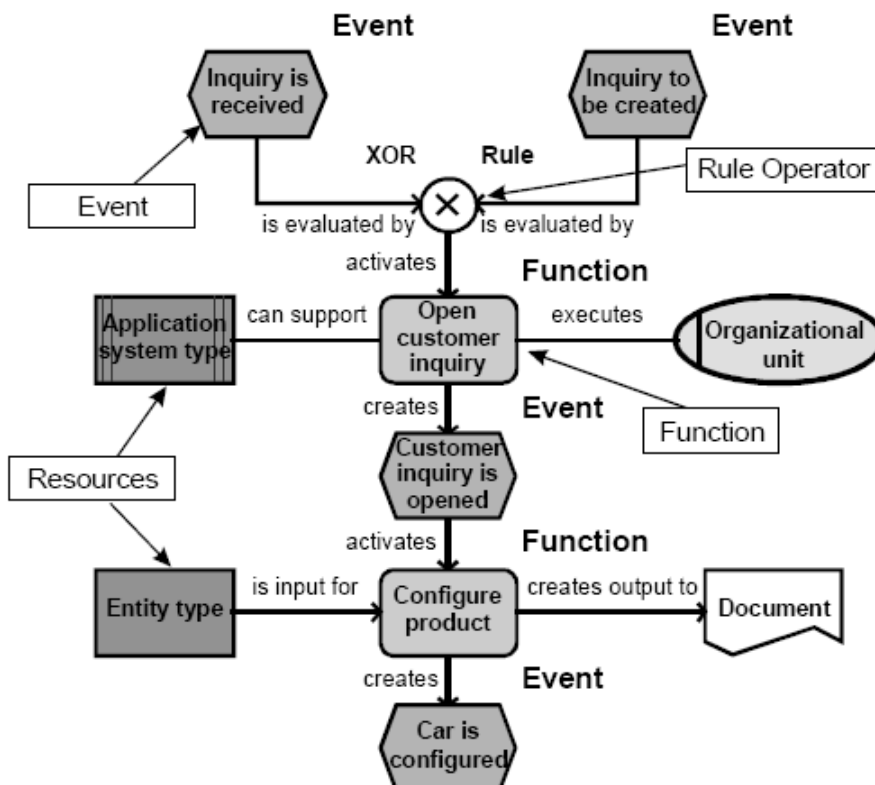 Event
Event
Inquiry is
received
Inquiry to
be created
XOR
Rule
Rule Operator
Event
is evaluated by
is evaluated by
activates
Function
Application
system type
can support
Open
customer
inquiry
executes
Organizational
unit
creates
Event
Function
Resources
Customer
inquiry is
opened
activates
Function
Entity type
is input for
Configure
product
creates output to
Document
creates
Event
Car is
configured